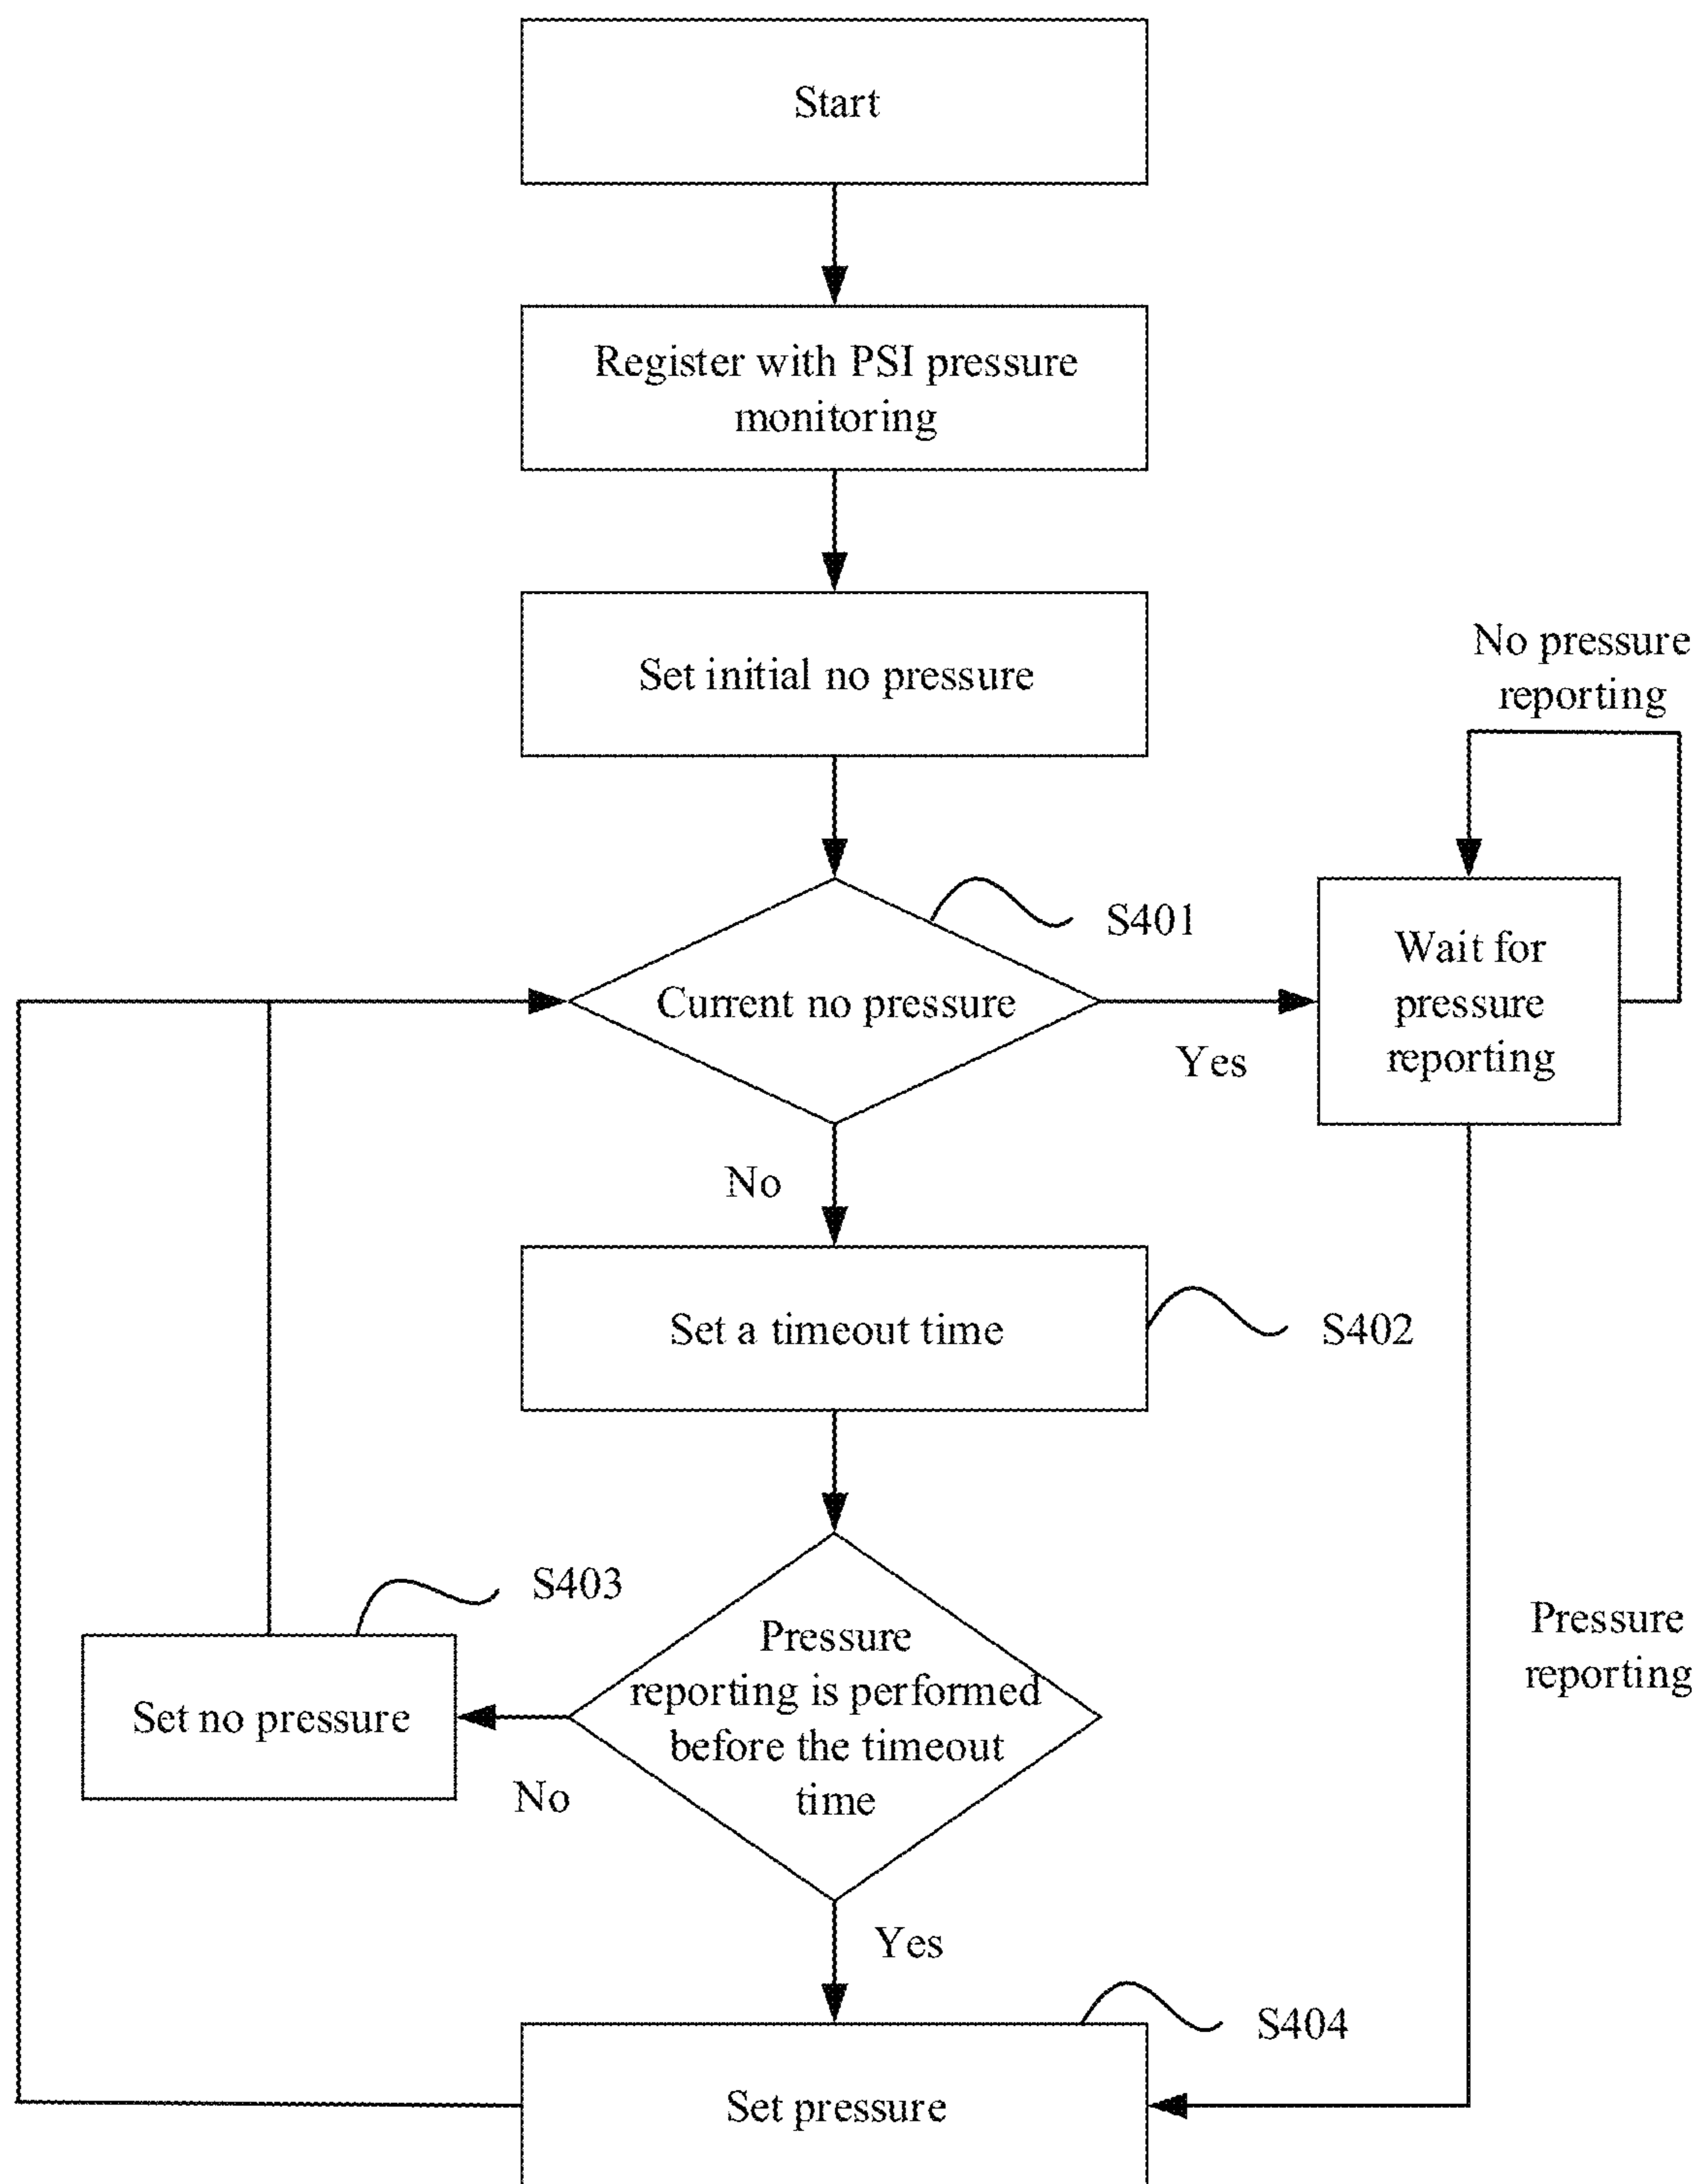 Start
Register with PSI pressure
monitoring
Set initial no pressure
No pressure
reporting
S401
Current no pressure
Wait for
pressure
reporting
Yes
No
Set a timeout time
S402
S403
Pressure
reporting is performed
before the timeout
time
Set no pressure
No
Pressure
reporting
Yes
S404
Set pressure